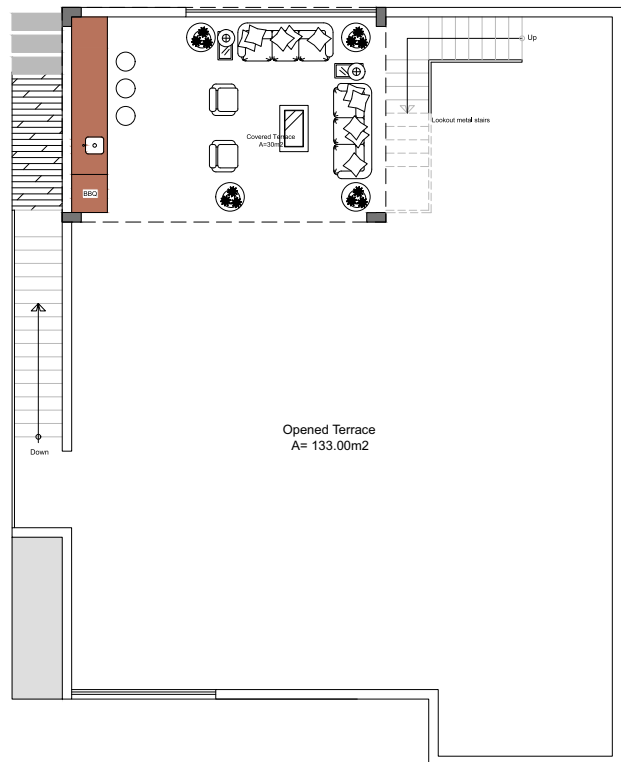 Up
Lookout metal stairs
Covered Terrace
A=30m2
BBQ
Opened Terrace
A= 133.00m2
Down